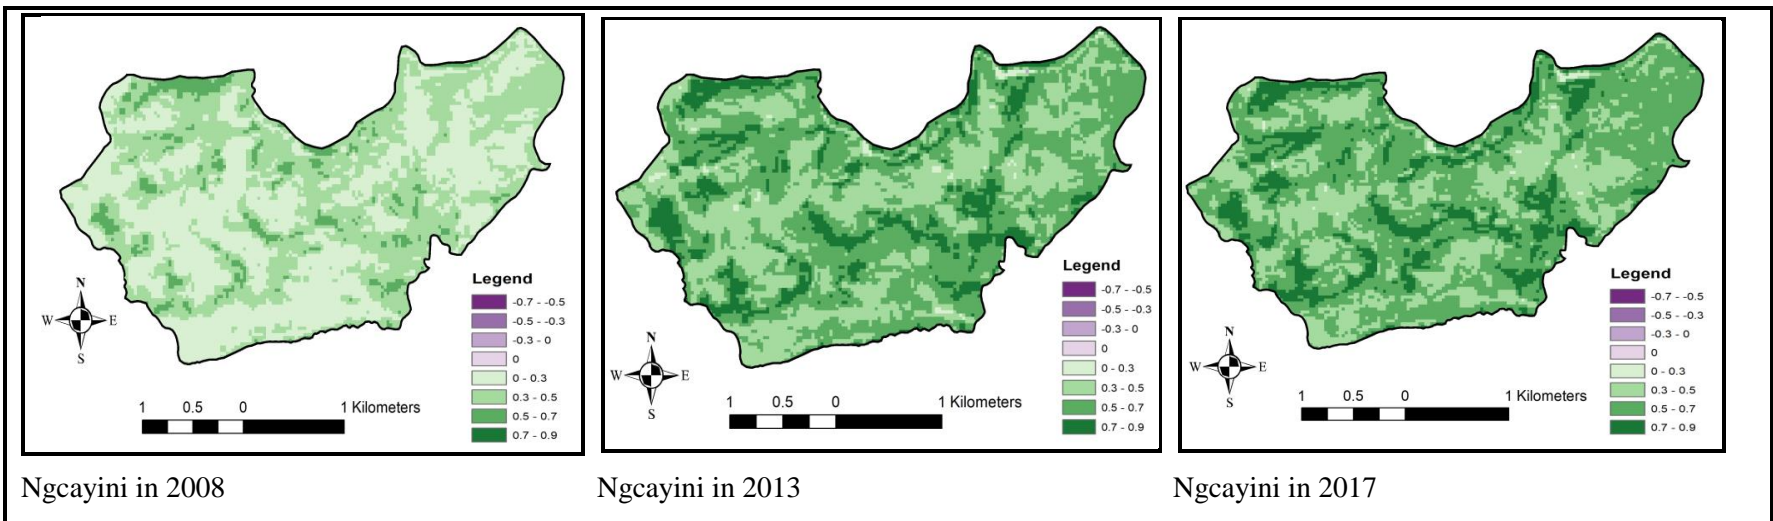 Legend
-0.7 - -0.5
-0.5 - -0.3
-0.3 - 0
0
0 - 0.3
0.3 - 0.5
0.5 - 0.7
0.7 - 0.9
N
W E
S
1 0.5 0 1 Kilometers
Legend
-0.7 - -0.5
-0.5 - -0.3
-0.3 - 0
0
0 - 0.3
0.3 - 0.5
0.5 - 0.7
0.7 - 0.9
N
W E
S
1 0.5 0 1 Kilometers
Legend
-0.7 - -0.5
-0.5 - -0.3
-0.3 - 0
0
0 - 0.3
0.3 - 0.5
0.5 - 0.7
0.7 - 0.9
N
W E
S
1 0.5 0 1 Kilometers
Ngcayini in 2008
Ngcayini in 2013
Ngcayini in 2017